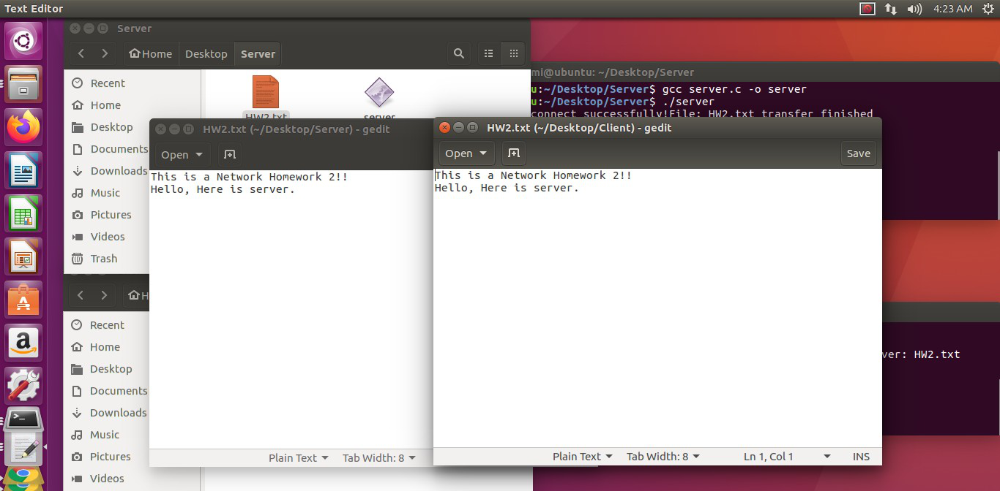 Text Editor
4:23 AM
Server
Home
Desktop
Server
Recent
Home
Desktop
Documents
Downloads
Music
Pictures
Videos
Trash
HW2.txt
server
mi@ubuntu: ~/Desktop/Server
u:~/Desktop/Server$ gcc server.c -o server
u:~/Desktop/Server$ ./server
connect successfully!File: HW2.txt transfer finished
HW2.txt (~/Desktop/Server) - gedit
Open
This is a Network Homework 2!!
Hello, Here is server.
Plain Text
Tab Width: 8
HW2.txt (~/Desktop/Client) - gedit
Open
Save
This is a Network Homework 2!!
Hello, Here is server.
Plain Text
Tab Width: 8
Ln 1, Col 1
INS
ver: HW2.txt
H
Recent
Home
Desktop
Documents
Downloads
Music
Pictures
Videos